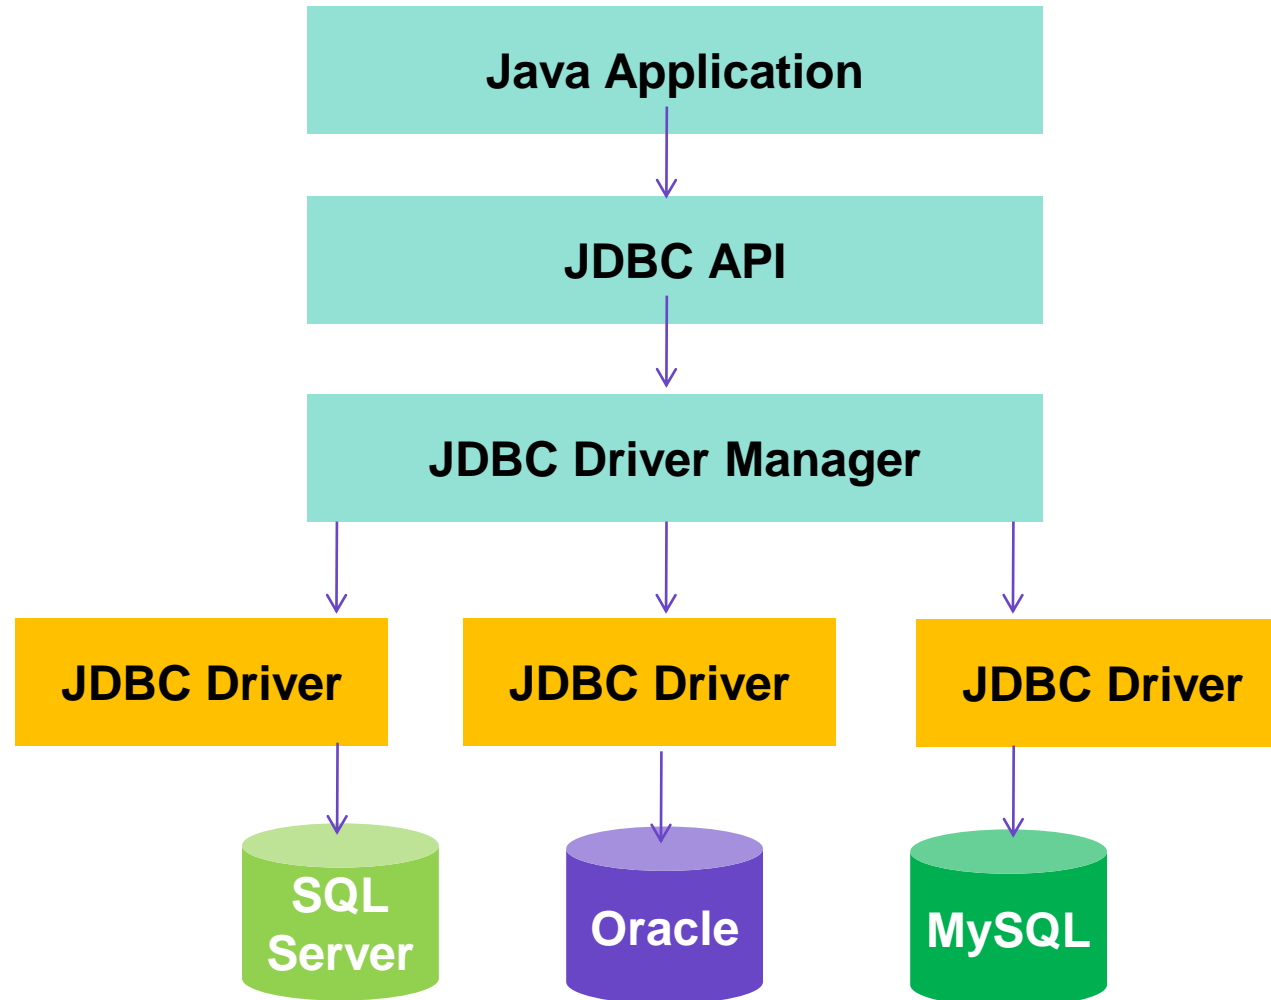 Java Application
JDBC API
JDBC Driver Manager
JDBC Driver
JDBC Driver
JDBC Driver
SQL
Server
Oracle
MySQL